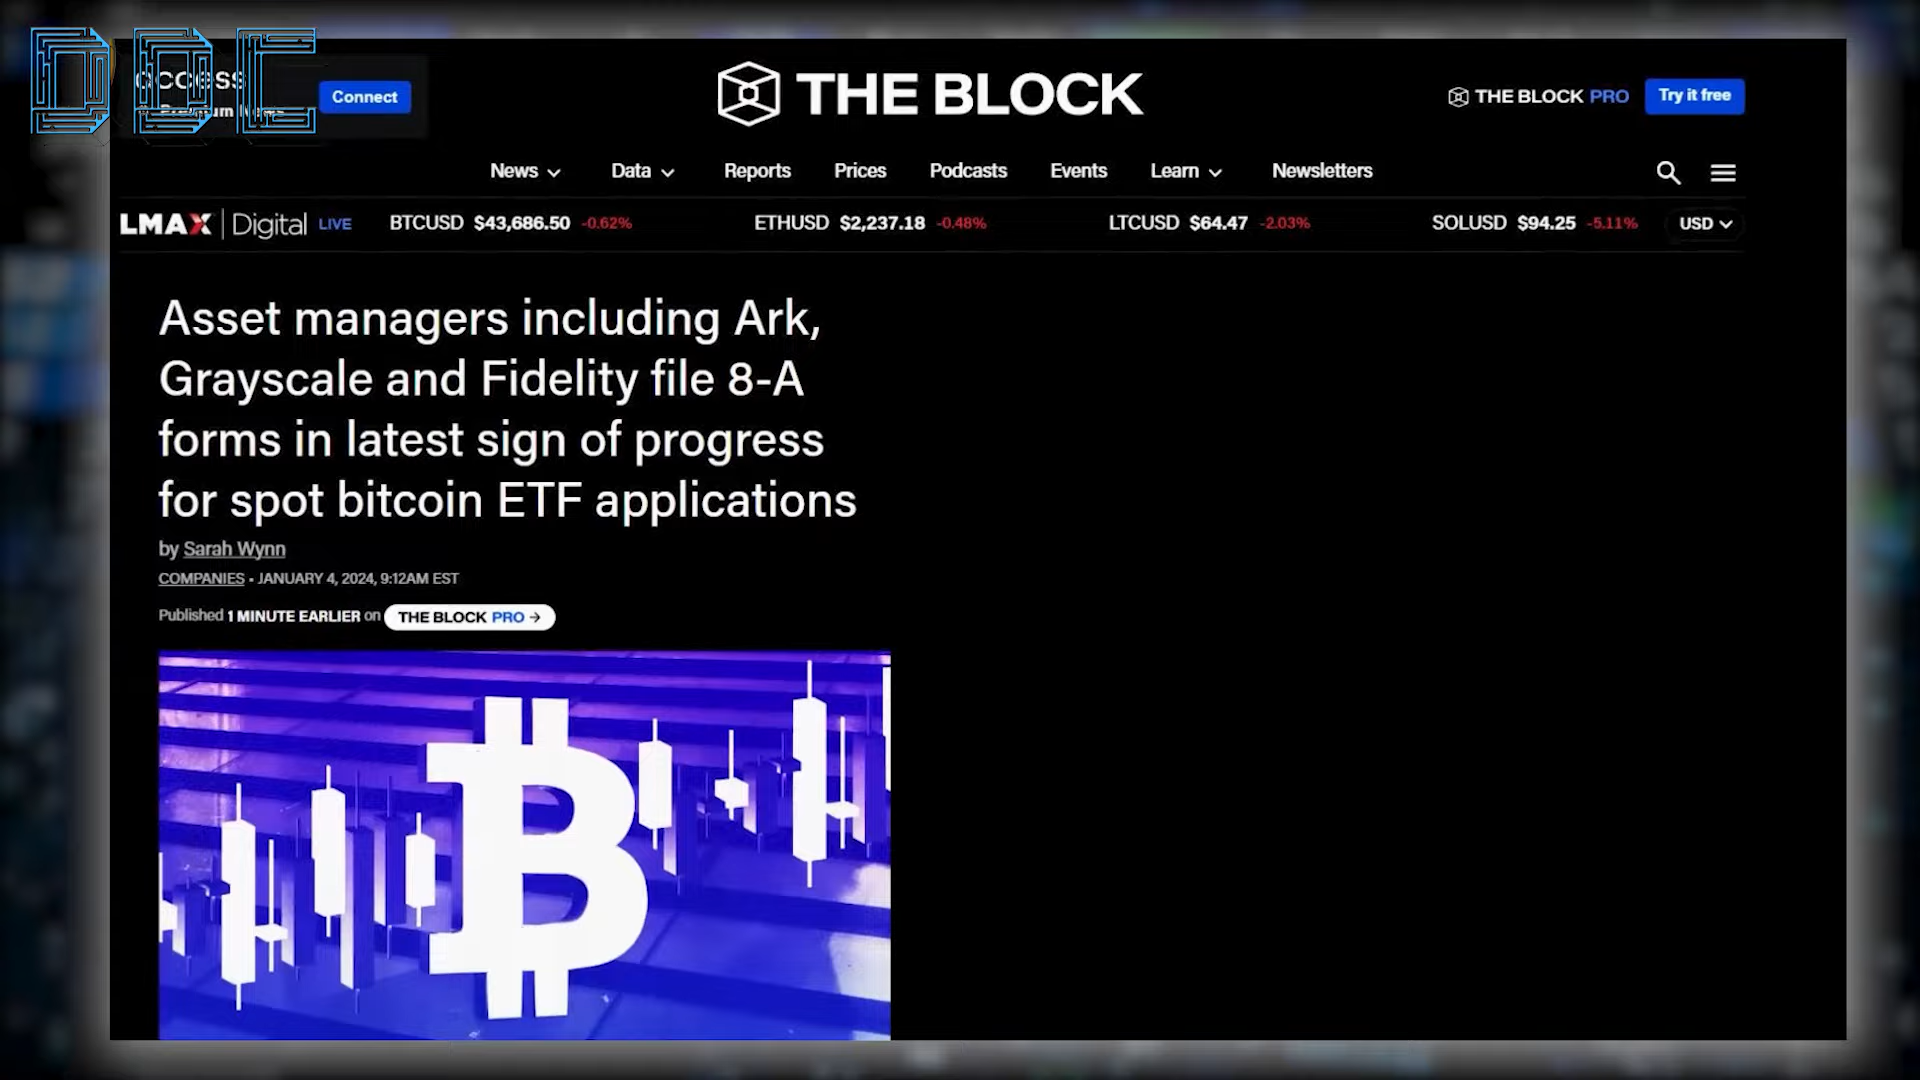 DDC
access
Premium News
Connect
THE BLOCK
THE BLOCK PRO
Try it free
News
Data
Reports
Prices
Podcasts
Events
Learn
Newsletters
LMAX Digital LIVE
BTCUSD $43,686.50 -0.62%
ETHUSD $2,237.18 -0.48%
LTCUSD $64.47 -2.03%
SOLUSD $94.25 -5.11%
USD
Asset managers including Ark,
Grayscale and Fidelity file 8-A
forms in latest sign of progress
for spot bitcoin ETF applications
by Sarah Wynn
COMPANIES • JANUARY 4, 2024, 9:12AM EST
Published 1 MINUTE EARLIER on THE BLOCK PRO →